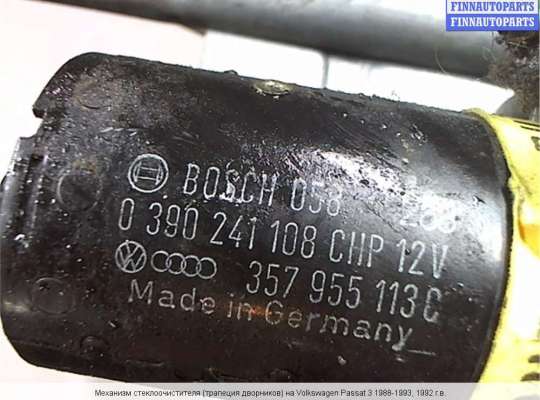 FINNAUTOPARTS
FINNAUTOPARTS.BY
BOSCH 058
0 390 241 108 CHP 12V
357 955 113 C
Made in Germany
Механизм стеклоочистителя (трапеция дворников) на Volkswagen Passat 3 1988-1993, 1992 г.в.